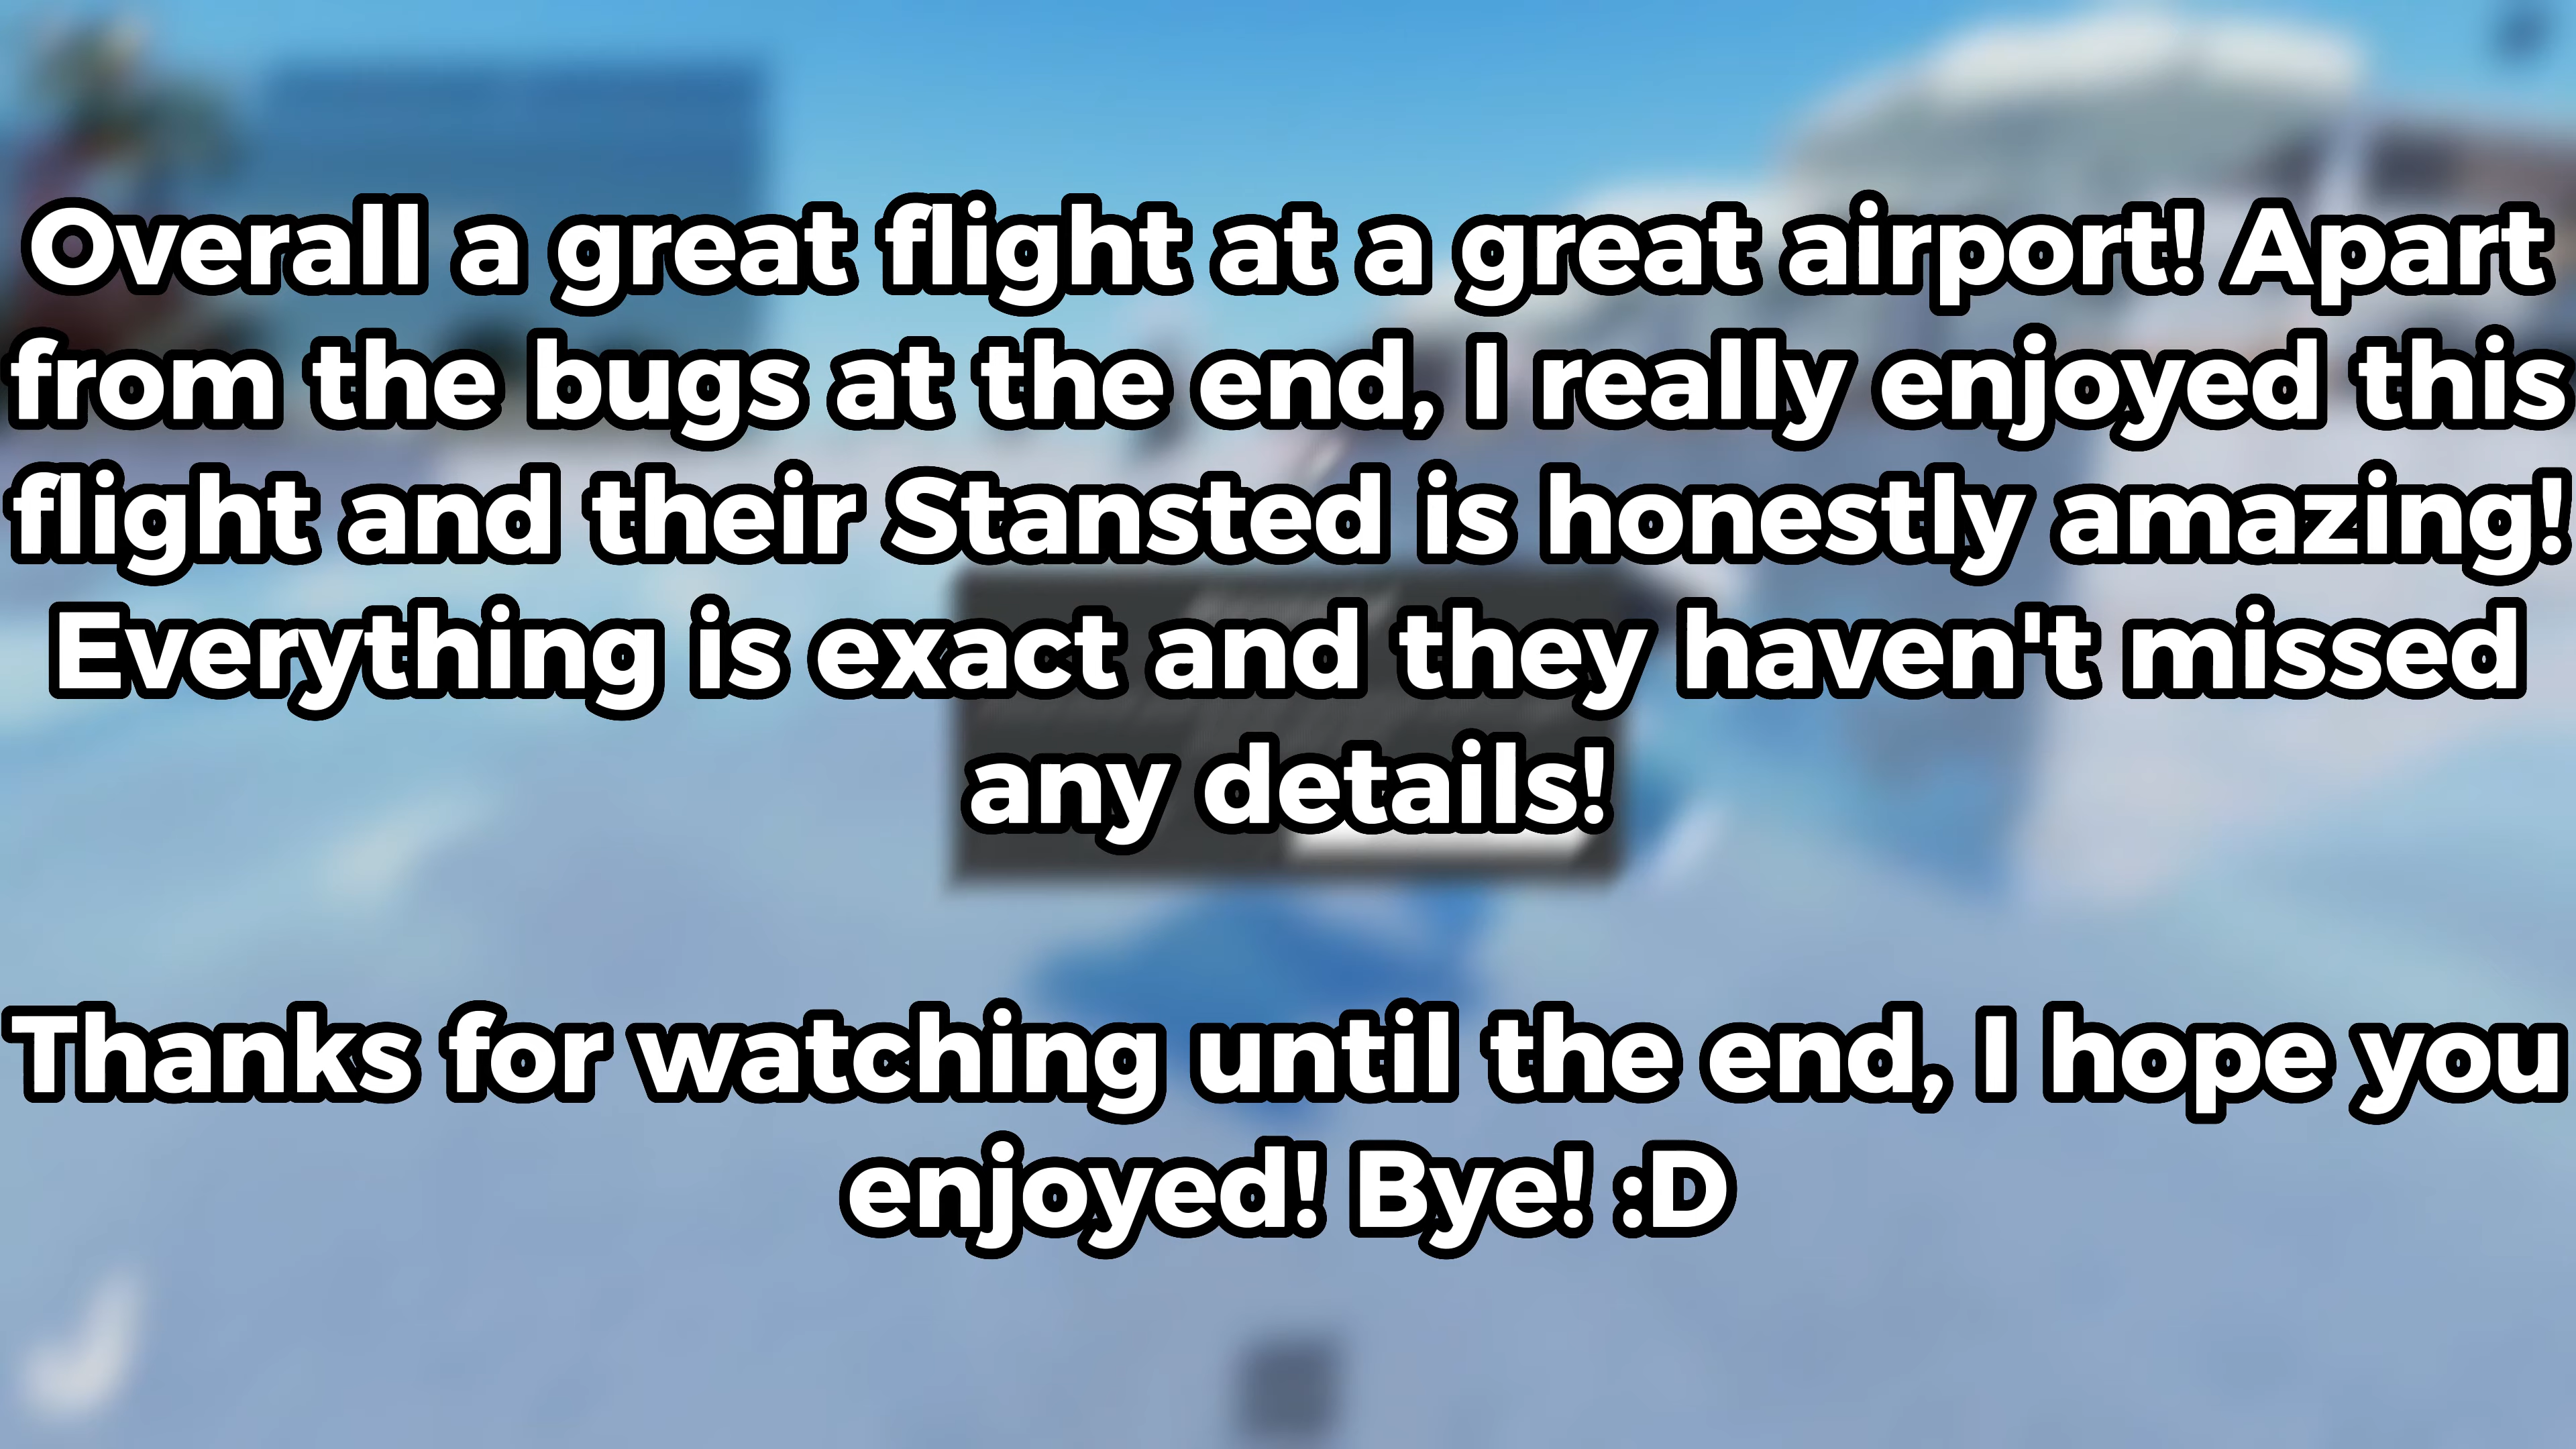 Overall a great flight at a great airport! Apart
from the bugs at the end, I really enjoyed this
flight and their Stansted is honestly amazing!
Everything is exact and they haven't missed
any details!
Thanks for watching until the end, I hope you
enjoyed! Bye! :D